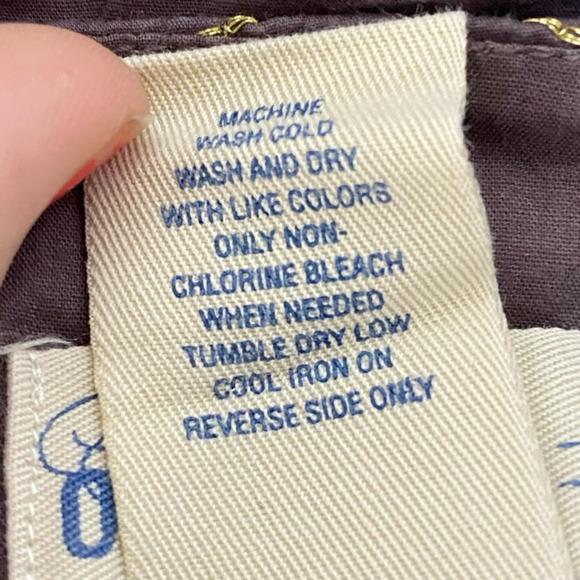 MACHINE
WASH COLD
WASH AND DRY
WITH LIKE COLORS
ONLY NON-
CHLORINE BLEACH
WHEN NEEDED
TUMBLE DRY LOW
COOL IRON ON
REVERSE SIDE ONLY